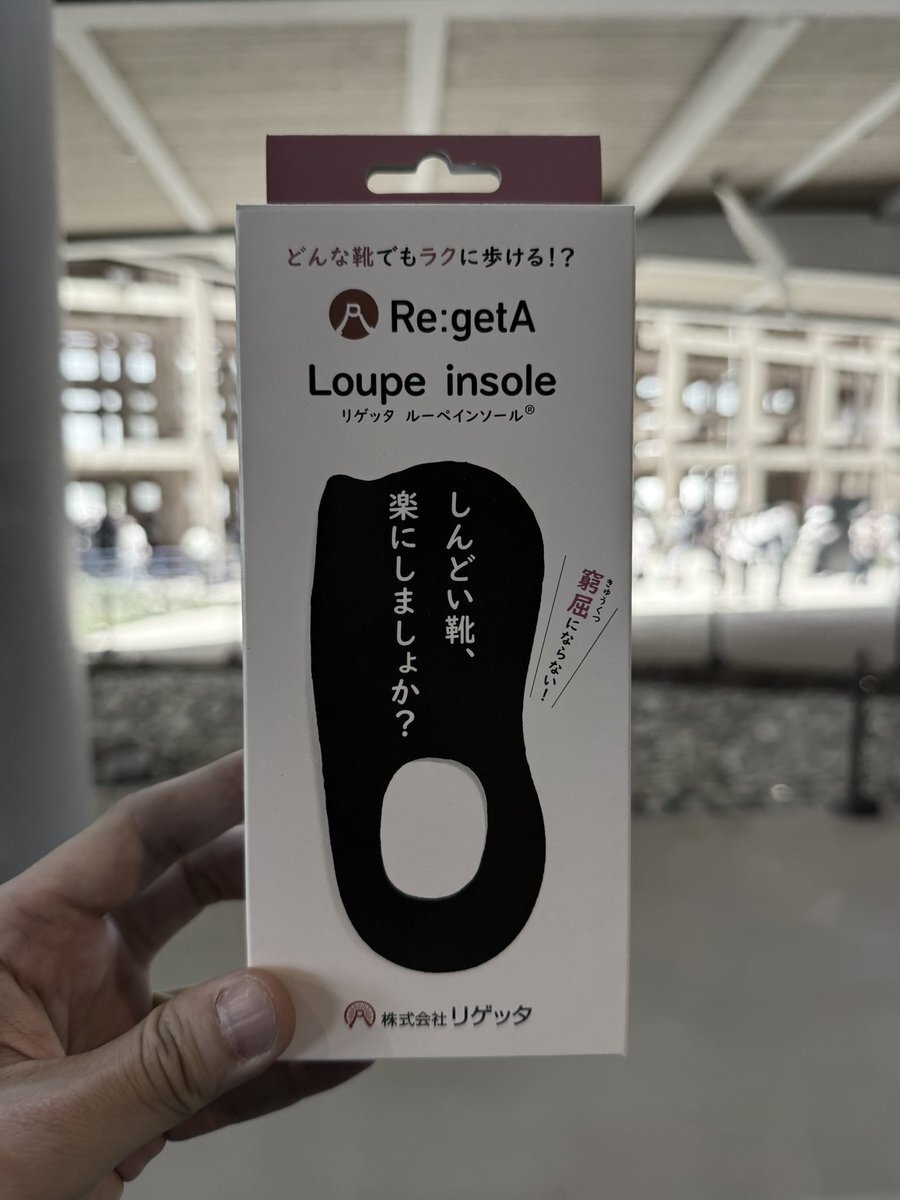 どんな靴でもラクに歩ける!?
Re:getA
Loupe insole
リゲッタ ルーペインソール®
しんどい靴、
楽にしましょか?
きゅうくつ
窮屈にならない!
株式会社リゲッタ